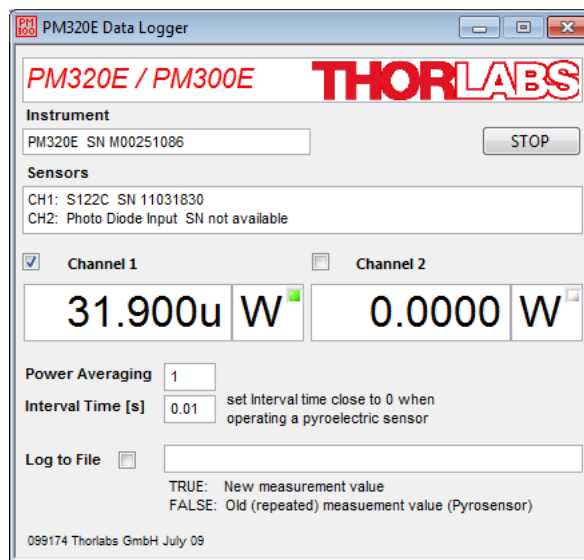 PM
300
PM320E Data Logger
PM320E / PM300E
THORLABS
Instrument
PM320E SN M00251086
STOP
Sensors
CH1: S122C SN 11031830
CH2: Photo Diode Input SN not available
Channel 1
Channel 2
31.900u W
0.0000 W
Power Averaging 1
Interval Time [s] 0.01
set Interval time close to 0 when
operating a pyroelectric sensor
Log to File
TRUE: New measurement value
FALSE: Old (repeated) measuement value (Pyrosensor)
099174 Thorlabs GmbH July 09